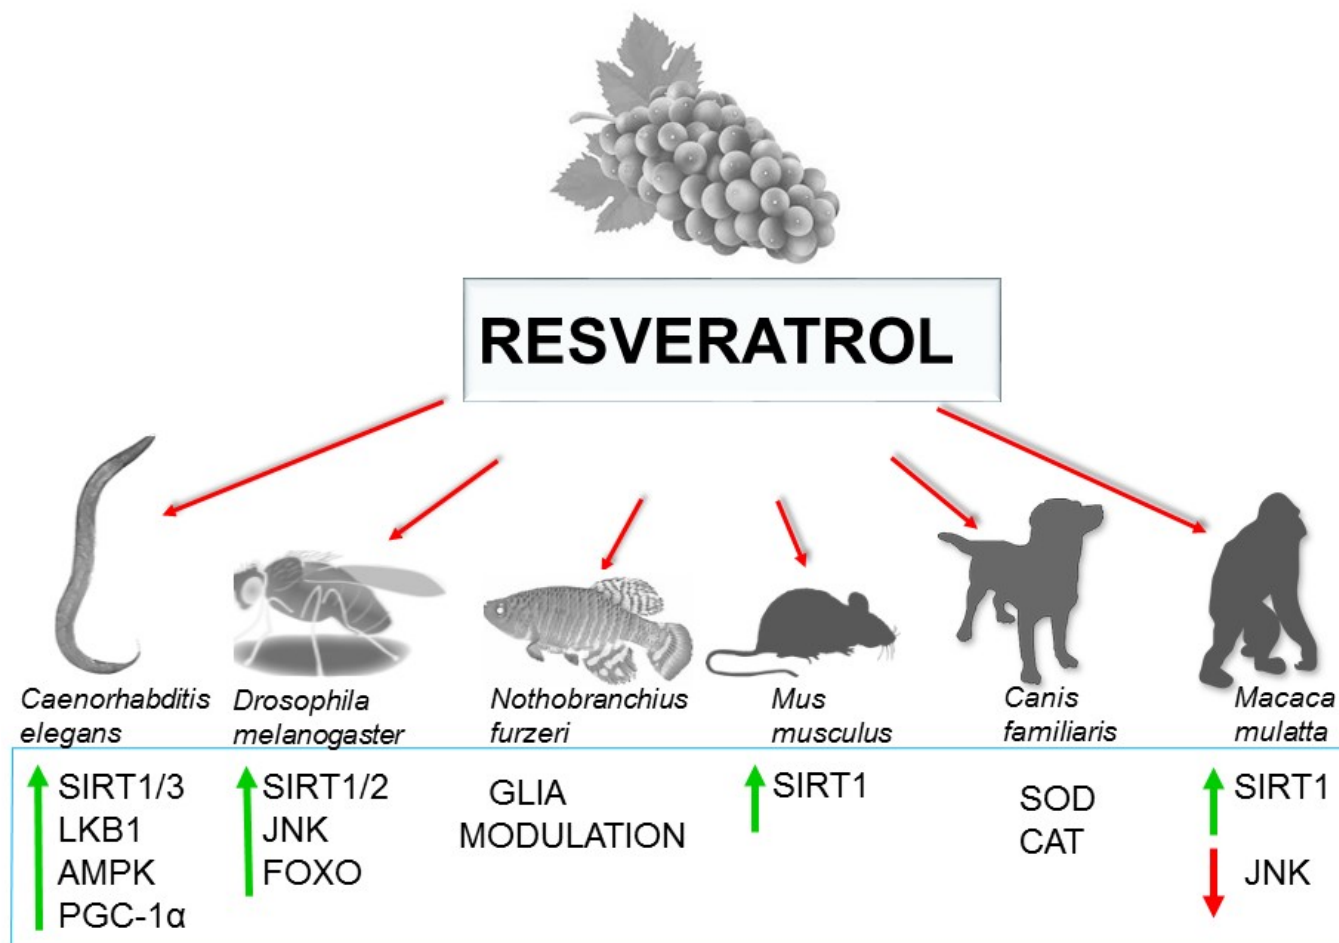 RESVERATROL
Caenorhabditis
elegans
Drosophila
melanogaster
Nothobranchius
furzeri
Mus
musculus
Canis
familiaris
Macaca
mulatta
SIRT1/3
LKB1
AMPK
PGC-1α
SIRT1/2
JNK
FOXO
GLIA
MODULATION
SIRT1
SOD
CAT
SIRT1
JNK